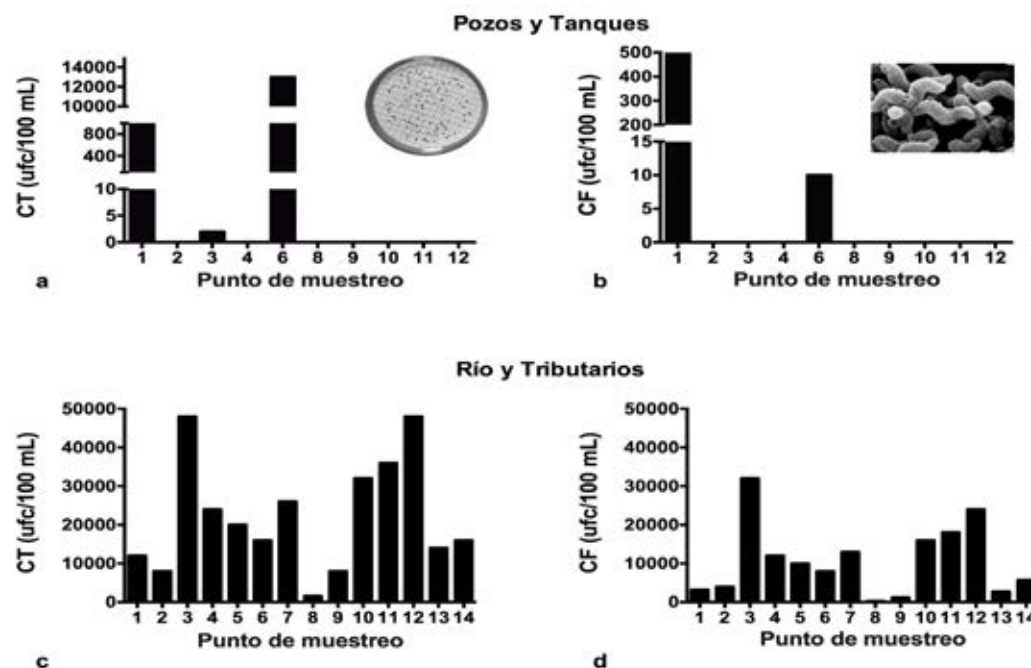 Pozos y Tanques
CT (ufc/100 mL)
14000
12000
10000
800
400
10
5
0
1 2 3 4 6 8 9 10 11 12
Punto de muestreo
a
CF (ufc/100 mL)
500
400
300
200
15
10
5
0
1 2 3 4 6 8 9 10 11 12
Punto de muestreo
b
Río y Tributarios
CT (ufc/100 mL)
50000
40000
30000
20000
10000
0
1 2 3 4 5 6 7 8 9 10 11 12 13 14
Punto de muestreo
c
CF (ufc/100 mL)
50000
40000
30000
20000
10000
0
1 2 3 4 5 6 7 8 9 10 11 12 13 14
Punto de muestreo
d